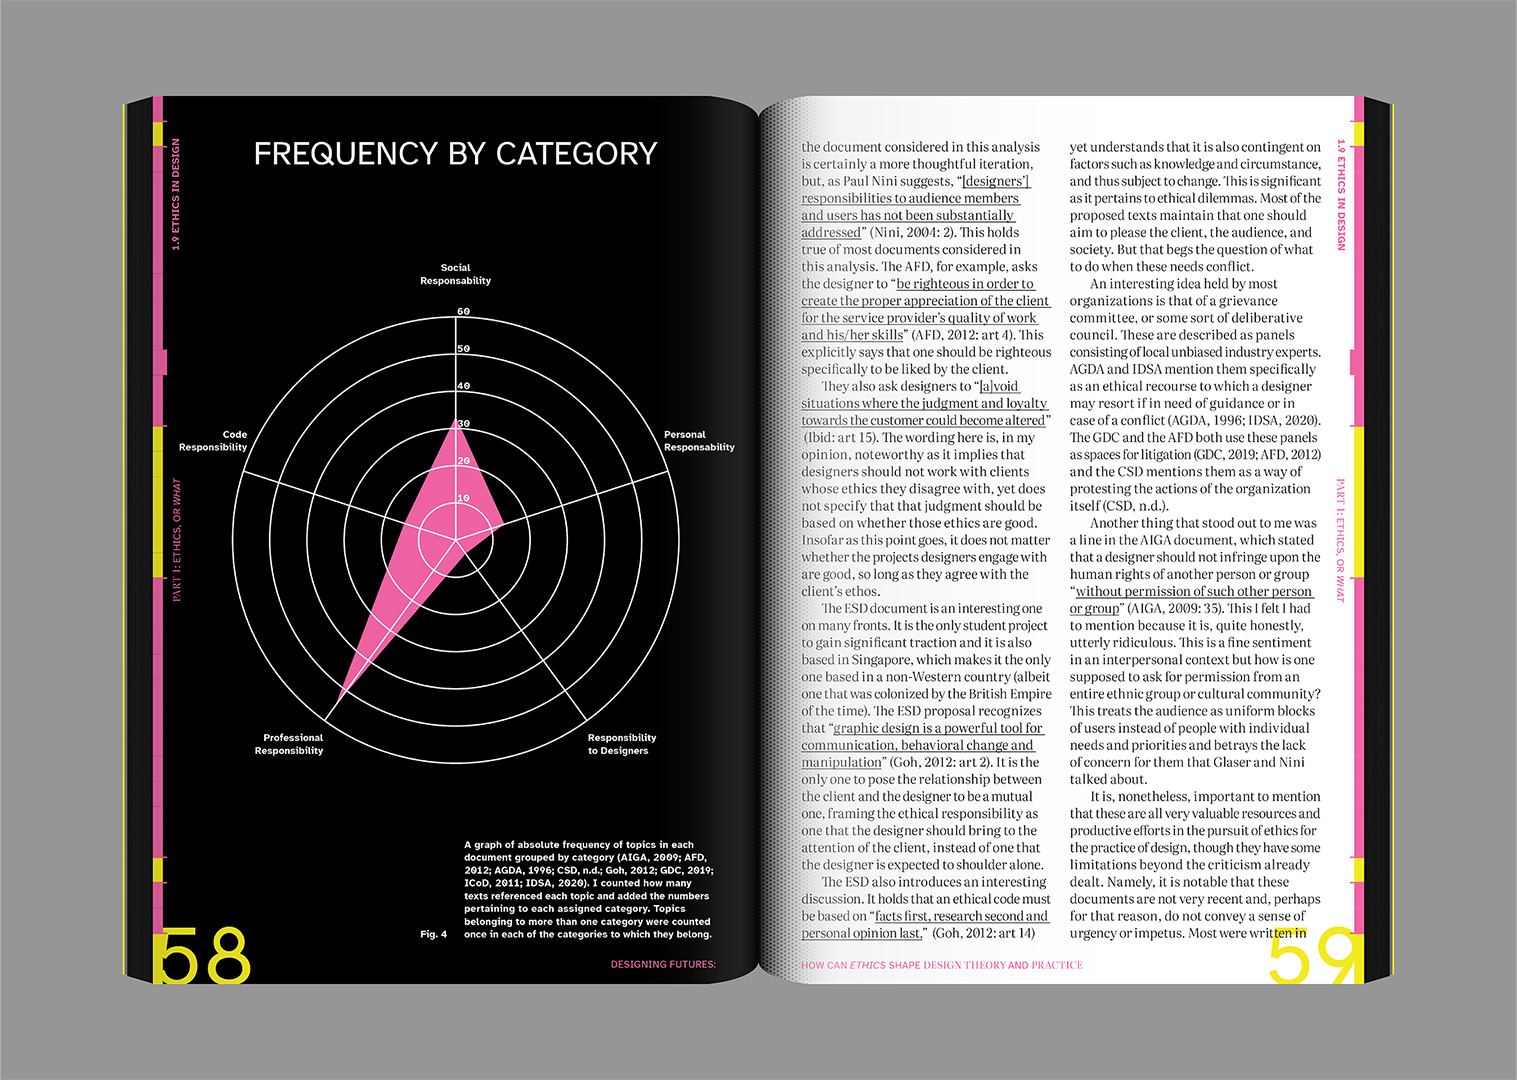 FREQUENCY BY CATEGORY
1.9 ETHICS IN DESIGN
PART I: ETHICS, OR WHAT
Social
Responsability
60
50
40
30
20
10
Code
Responsibility
Personal
Responsability
Professional
Responsibility
Responsibility
to Designers
A graph of absolute frequency of topics in each
document grouped by category (AIGA, 2009; AFD,
2012; AGDA, 1996; CSD, n.d.; Goh, 2012; GDC, 2019;
ICoD, 2011; IDSA, 2020). I counted how many
texts referenced each topic and added the numbers
pertaining to each assigned category. Topics
belonging to more than one category were counted
Fig. 4 once in each of the categories to which they belong.
58
DESIGNING FUTURES:
the document considered in this analysis
is certainly a more thoughtful iteration,
but, as Paul Nini suggests, “[designers’]
responsibilities to audience members
and users has not been substantially
addressed” (Nini, 2004: 2). This holds
true of most documents considered in
this analysis. The AFD, for example, asks
the designer to “be righteous in order to
create the proper appreciation of the client
for the service provider’s quality of work
and his/her skills” (AFD, 2012: art 4). This
explicitly says that one should be righteous
specifically to be liked by the client.
They also ask designers to “[a]void
situations where the judgment and loyalty
towards the customer could become altered”
(Ibid: art 15). The wording here is, in my
opinion, noteworthy as it implies that
designers should not work with clients
whose ethics they disagree with, yet does
not specify that that judgment should be
based on whether those ethics are good.
Insofar as this point goes, it does not matter
whether the projects designers engage with
are good, so long as they agree with the
client’s ethos.
The ESD document is an interesting one
on many fronts. It is the only student project
to gain significant traction and it is also
based in Singapore, which makes it the only
one based in a non-Western country (albeit
one that was colonized by the British Empire
of the time). The ESD proposal recognizes
that “graphic design is a powerful tool for
communication, behavioral change and
manipulation” (Goh, 2012: art 2). It is the
only one to pose the relationship between
the client and the designer to be a mutual
one, framing the ethical responsibility as
one that the designer should bring to the
attention of the client, instead of one that
the designer is expected to shoulder alone.
The ESD also introduces an interesting
discussion. It holds that an ethical code must
be based on “facts first, research second and
personal opinion last,” (Goh, 2012: art 14)
yet understands that it is also contingent on
factors such as knowledge and circumstance,
and thus subject to change. This is significant
as it pertains to ethical dilemmas. Most of the
proposed texts maintain that one should
aim to please the client, the audience, and
society. But that begs the question of what
to do when these needs conflict.
An interesting idea held by most
organizations is that of a grievance
committee, or some sort of deliberative
council. These are described as panels
consisting of local unbiased industry experts.
AGDA and IDSA mention them specifically
as an ethical recourse to which a designer
may resort if in need of guidance or in
case of a conflict (AGDA, 1996; IDSA, 2020).
The GDC and the AFD both use these panels
as spaces for litigation (GDC, 2019; AFD, 2012)
and the CSD mentions them as a way of
protesting the actions of the organization
itself (CSD, n.d.).
Another thing that stood out to me was
a line in the AIGA document, which stated
that a designer should not infringe upon the
human rights of another person or group
“without permission of such other person
or group” (AIGA, 2009: 35). This I felt I had
to mention because it is, quite honestly,
utterly ridiculous. This is a fine sentiment
in an interpersonal context but how is one
supposed to ask for permission from an
entire ethnic group or cultural community?
This treats the audience as uniform blocks
of users instead of people with individual
needs and priorities and betrays the lack
of concern for them that Glaser and Nini
talked about.
It is, nonetheless, important to mention
that these are all very valuable resources and
productive efforts in the pursuit of ethics for
the practice of design, though they have some
limitations beyond the criticism already
dealt. Namely, it is notable that these
documents are not very recent and, perhaps
for that reason, do not convey a sense of
urgency or impetus. Most were written in
HOW CAN ETHICS SHAPE DESIGN THEORY AND PRACTICE
59
1.9 ETHICS IN DESIGN
PART I: ETHICS, OR WHAT